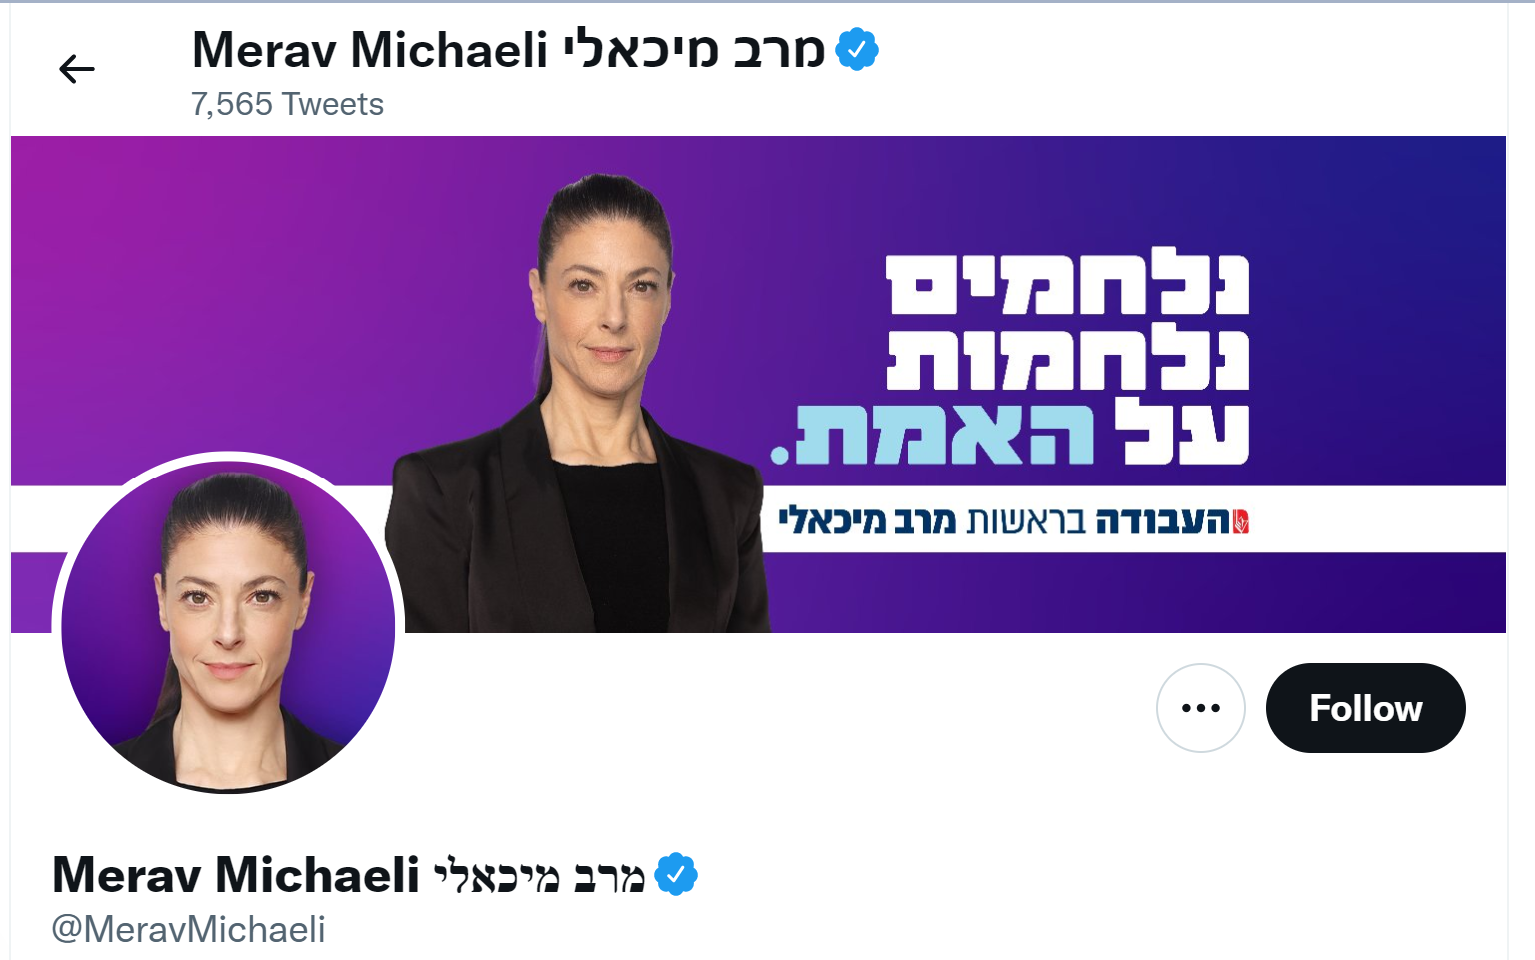 Merav Michaeli מרב מיכאלי
7,565 Tweets
נלחמים
נלחמות
על האמת.
העבודה בראשות מרב מיכאלי
Follow
Merav Michaeli מרב מיכאלי
@MeravMichaeli